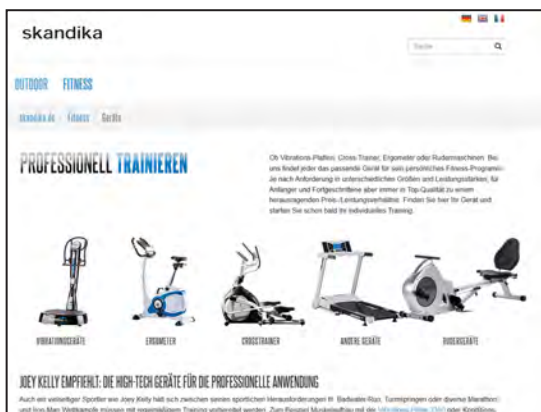 skandika
Suche
OUTDOOR FITNESS
skandika.de Fitness Geräte
PROFESSIONELL TRAINIEREN
Ob Vibrations-Platten, Cross-Trainer, Ergometer oder Rudermaschinen: Bei
uns findet jeder das passende Gerät für sein persönliches Fitness-Programm.
Je nach Anforderung in unterschiedlichen Größen und Leistungsstärken, für
Anfänger und Fortgeschrittene aber immer in Top-Qualität zu einem
herausragenden Preis-/Leistungsverhältnis. Finden Sie hier Ihr Gerät und
starten Sie schon bald Ihr individuelles Training.
VIBRATIONSGERÄTE ERGOMETER CROSSTRAINER ANDERE GERÄTE RUDERGERÄTE
JOEY KELLY EMPFIEHLT: DIE HIGH-TECH GERÄTE FÜR DIE PROFESSIONELLE ANWENDUNG
Auch ein vielseitiger Sportler wie Joey Kelly hält sich zwischen seinen sportlichen Herausforderungen fit. Badwater-Run, Turmspringen oder diverse Marathon-
und Iron-Man Wettkämpfe müssen mit regelmäßigem Training vorbereitet werden. Zum Beispiel Muskelaufbau mit der Vibrations-Platte oder Konditions-